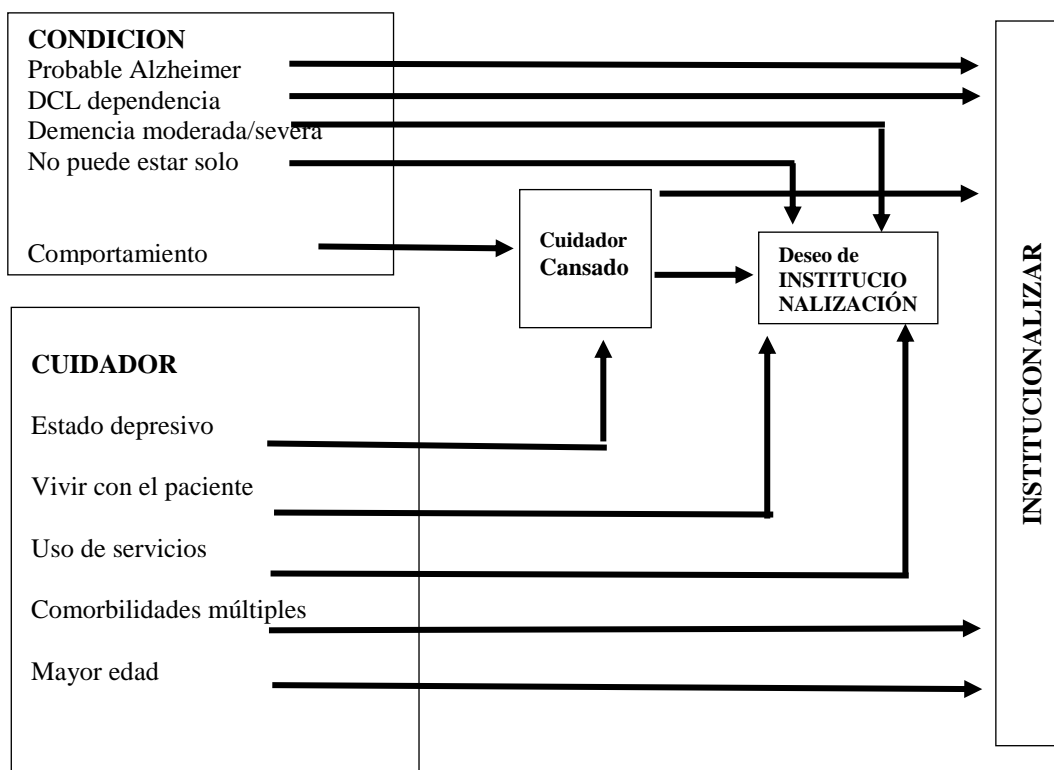 CONDICION
Probable Alzheimer
DCL dependencia
Demencia moderada/severa
No puede estar solo
Comportamiento
Cuidador
Cansado
Deseo de
INSTITUCIO
NALIZACIÓN
CUIDADOR
Estado depresivo
Vivir con el paciente
Uso de servicios
Comorbilidades múltiples
Mayor edad
INSTITUCIONALIZAR